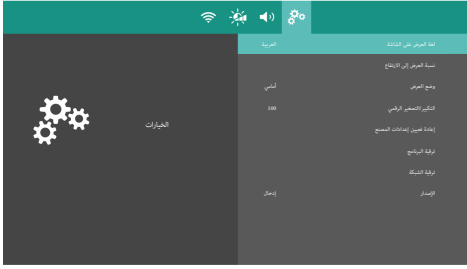 لغة العرض على الشاشة العربية
نسبة العرض إلى الارتفاع
وضع العرض أمامي
التكبير/التصغير الرقمي 100
الخيارات
إعادة تعيين إعدادات المصنع
ترقية البرنامج
ترقية الشبكة
الإصدار إدخال